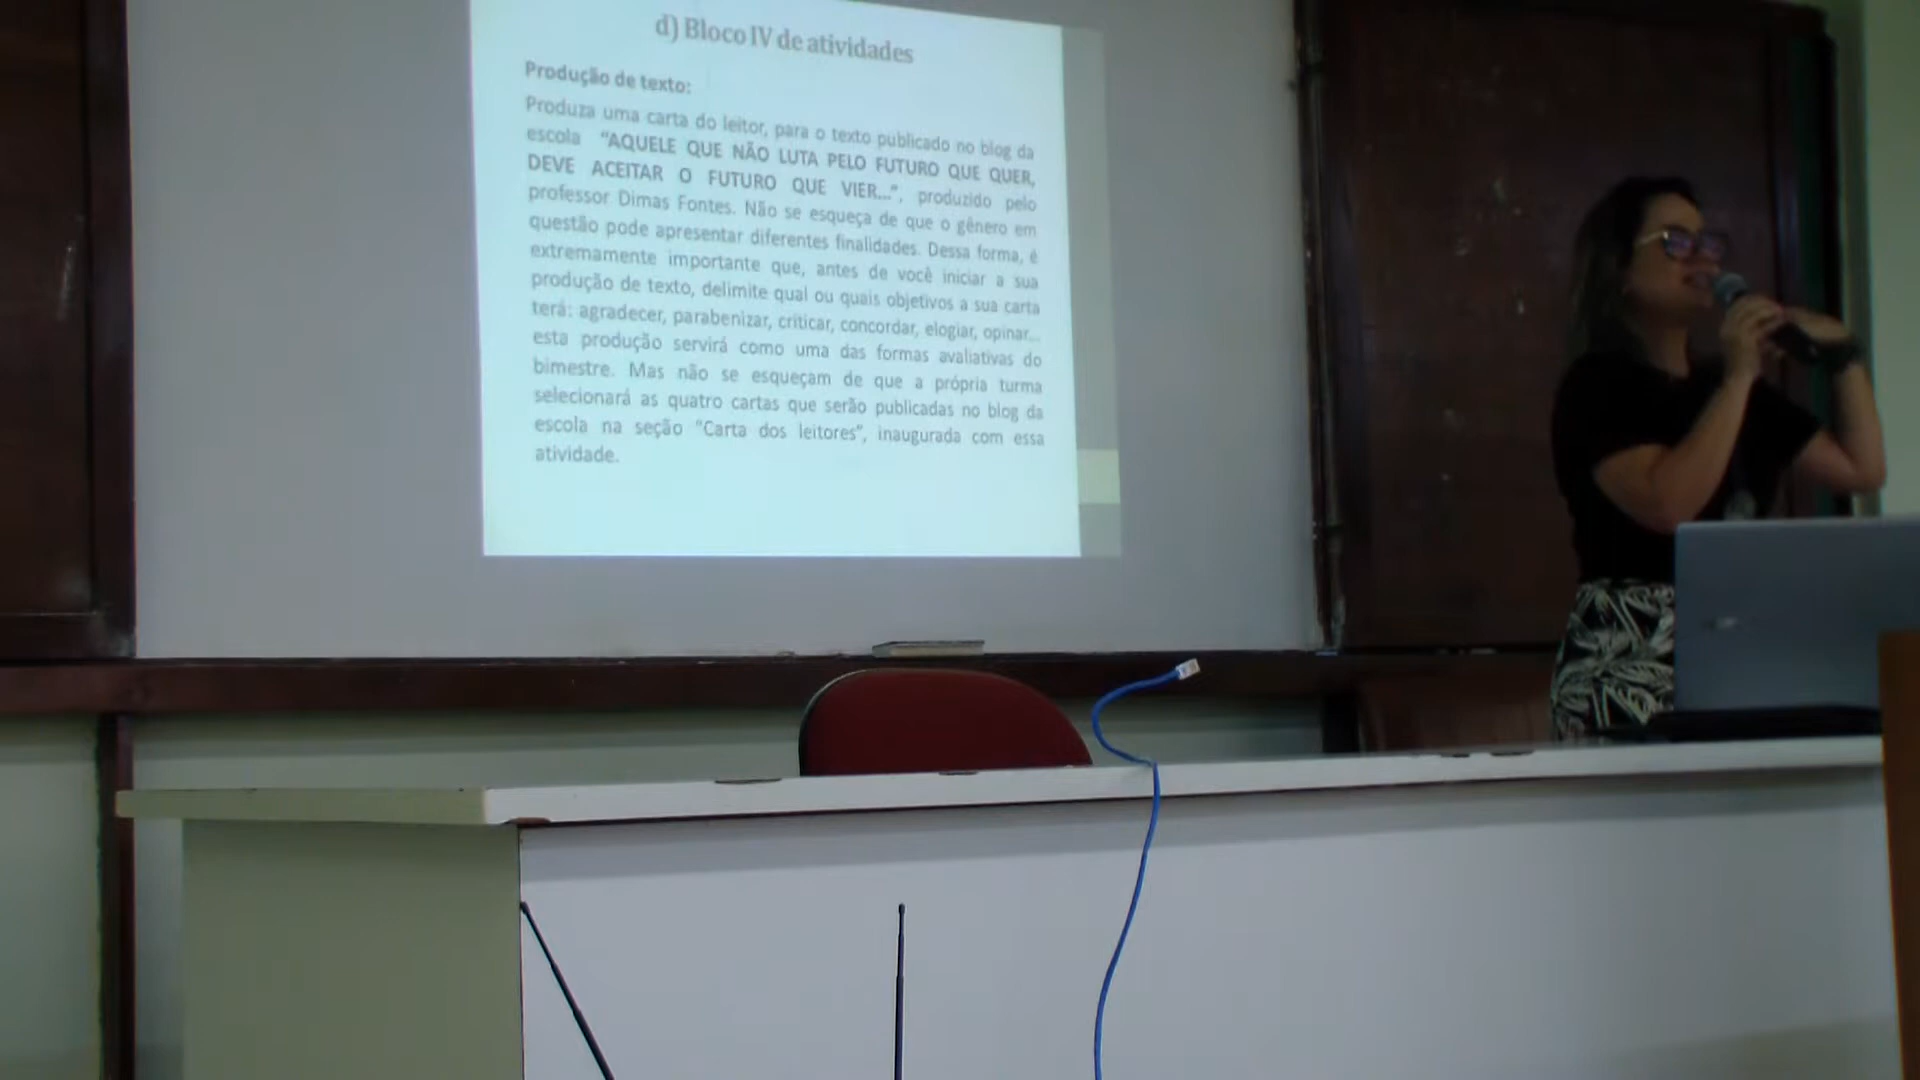 d) Bloco IV de atividades
Produção de texto:
Produza uma carta do leitor, para o texto publicado no blog da
escola "AQUELE QUE NÃO LUTA PELO FUTURO QUE QUER,
DEVE ACEITAR O FUTURO QUE VIER...", produzido pelo
professor Dimas Fontes. Não se esqueça de que o gênero em
questão pode apresentar diferentes finalidades. Dessa forma, é
extremamente importante que, antes de você iniciar a sua
produção de texto, delimite qual ou quais objetivos a sua carta
terá: agradecer, parabenizar, criticar, concordar, elogiar, opinar...
esta produção servirá como uma das formas avaliativas do
bimestre. Mas não se esqueçam de que a própria turma
selecionará as quatro cartas que serão publicadas no blog da
escola na seção "Carta dos leitores", inaugurada com essa
atividade.